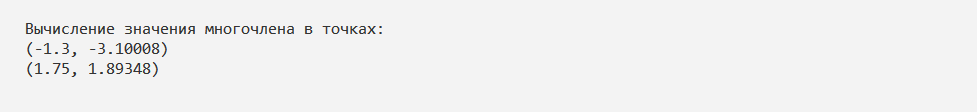 Вычисление значения многочлена в точках:
(-1.3, -3.10008)
(1.75, 1.89348)